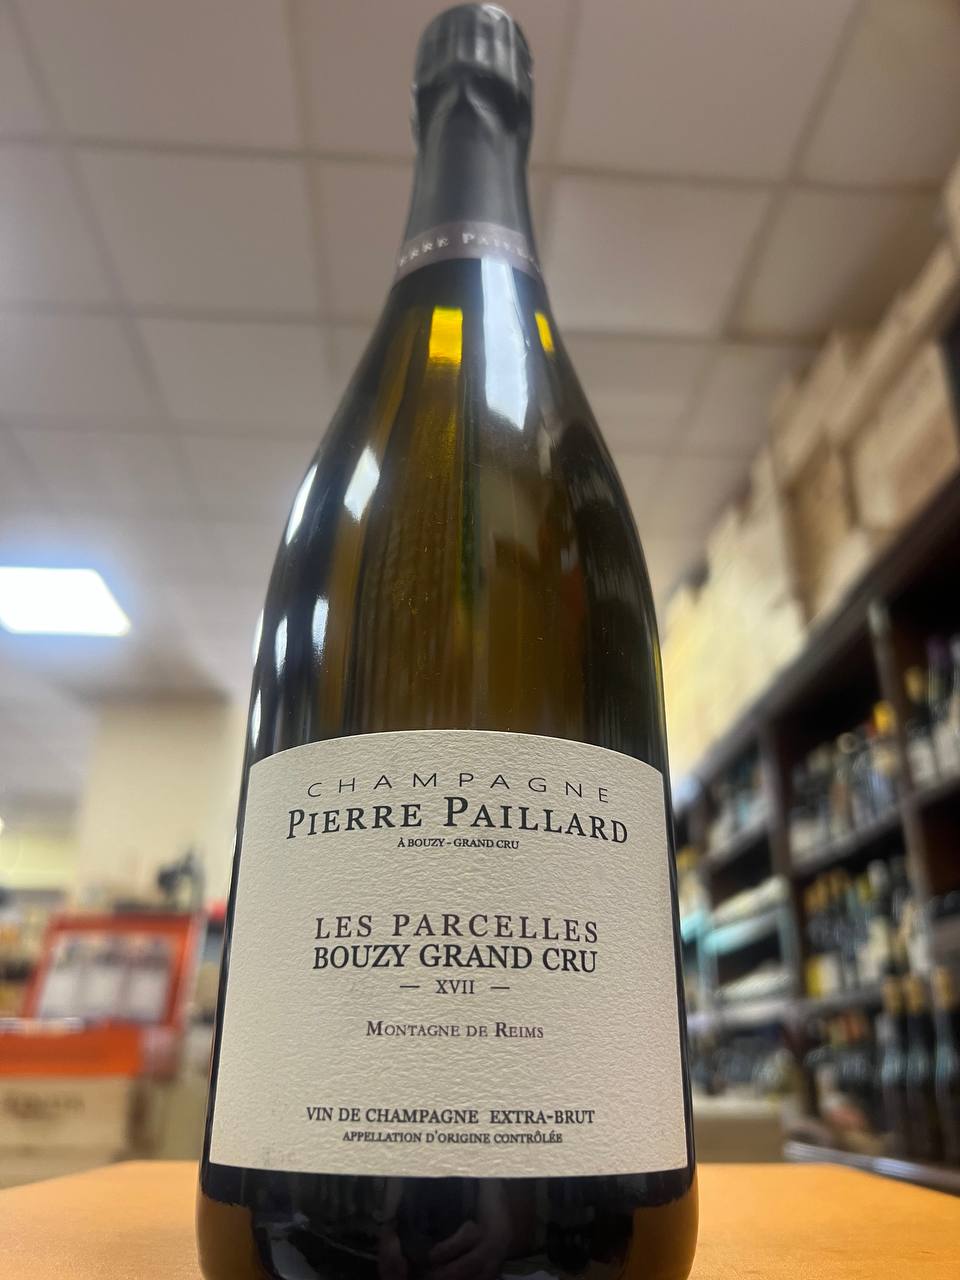 CHAMPAGNE
PIERRE PAILLARD
À BOUZY - GRAND CRU
LES PARCELLES
BOUZY GRAND CRU
— XVII —
MONTAGNE DE REIMS
VIN DE CHAMPAGNE EXTRA-BRUT
APPELLATION D'ORIGINE CONTRÔLÉE